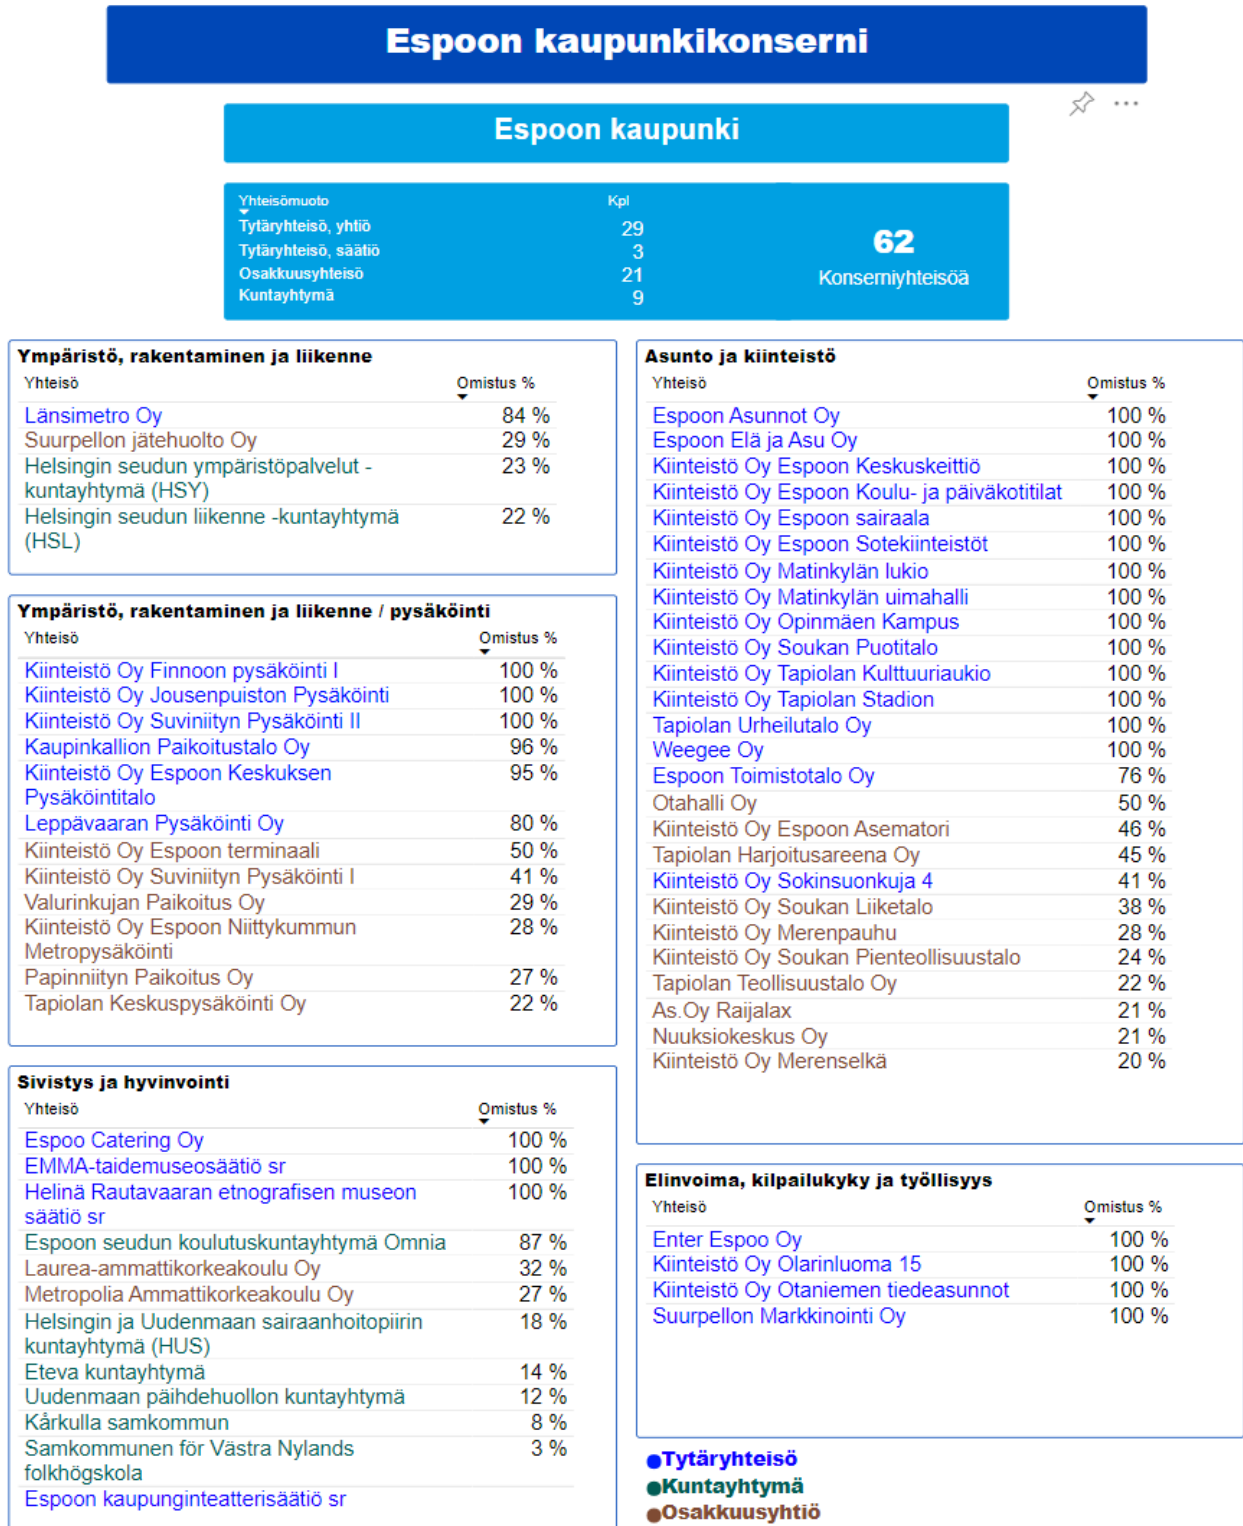 Espoon kaupunkikonserni
Espoon kaupunki
Yhteisömuoto Kpl
Tytäryhteisö, yhtiö 29
Tytäryhteisö, säätiö 3
Osakkuusyhteisö 21
Kuntayhtymä 9
62
Konserniyhteisöä
Ympäristö, rakentaminen ja liikenne
Yhteisö Omistus %
Länsimetro Oy 84 %
Suurpellon jätehuolto Oy 29 %
Helsingin seudun ympäristöpalvelut - 23 %
kuntayhtymä (HSY)
Helsingin seudun liikenne -kuntayhtymä 22 %
(HSL)
Ympäristö, rakentaminen ja liikenne / pysäköinti
Yhteisö Omistus %
Kiinteistö Oy Finnoon pysäköinti I 100 %
Kiinteistö Oy Jousenpuiston Pysäköinti 100 %
Kiinteistö Oy Suviniityn Pysäköinti II 100 %
Kaupinkallion Paikoitustalo Oy 96 %
Kiinteistö Oy Espoon Keskuksen 95 %
Pysäköintitalo
Leppävaaran Pysäköinti Oy 80 %
Kiinteistö Oy Espoon terminaali 50 %
Kiinteistö Oy Suviniityn Pysäköinti I 41 %
Valurinkujan Paikoitus Oy 29 %
Kiinteistö Oy Espoon Niittykummun 28 %
Metropysäköinti
Papinniityn Paikoitus Oy 27 %
Tapiolan Keskuspysäköinti Oy 22 %
Sivistys ja hyvinvointi
Yhteisö Omistus %
Espoo Catering Oy 100 %
EMMA-taidemuseosäätiö sr 100 %
Helinä Rautavaaran etnografisen museon 100 %
säätiö sr
Espoon seudun koulutuskuntayhtymä Omnia 87 %
Laurea-ammattikorkeakoulu Oy 32 %
Metropolia Ammattikorkeakoulu Oy 27 %
Helsingin ja Uudenmaan sairaanhoitopiirin 18 %
kuntayhtymä (HUS)
Eteva kuntayhtymä 14 %
Uudenmaan päihdehuollon kuntayhtymä 12 %
Kårkulla samkommun 8 %
Samkommunen för Västra Nylands 3 %
folkhögskola
Espoon kaupunginteatterisäätiö sr
Asunto ja kiinteistö
Yhteisö Omistus %
Espoon Asunnot Oy 100 %
Espoon Elä ja Asu Oy 100 %
Kiinteistö Oy Espoon Keskuskeittiö 100 %
Kiinteistö Oy Espoon Koulu- ja päiväkotitilat 100 %
Kiinteistö Oy Espoon sairaala 100 %
Kiinteistö Oy Espoon Sotekiinteistöt 100 %
Kiinteistö Oy Matinkylän lukio 100 %
Kiinteistö Oy Matinkylän uimahalli 100 %
Kiinteistö Oy Opinmäen Kampus 100 %
Kiinteistö Oy Soukan Puotitalo 100 %
Kiinteistö Oy Tapiolan Kulttuuriaukio 100 %
Kiinteistö Oy Tapiolan Stadion 100 %
Tapiolan Urheilutalo Oy 100 %
Weegee Oy 100 %
Espoon Toimistotalo Oy 76 %
Otahalli Oy 50 %
Kiinteistö Oy Espoon Asematori 46 %
Tapiolan Harjoitusareena Oy 45 %
Kiinteistö Oy Sokinsuonkuja 4 41 %
Kiinteistö Oy Soukan Liiketalo 38 %
Kiinteistö Oy Merenpauhu 28 %
Kiinteistö Oy Soukan Pienteollisuustalo 24 %
Tapiolan Teollisuustalo Oy 22 %
As.Oy Raijalax 21 %
Nuuksiokeskus Oy 21 %
Kiinteistö Oy Merenselkä 20 %
Elinvoima, kilpailukyky ja työllisyys
Yhteisö Omistus %
Enter Espoo Oy 100 %
Kiinteistö Oy Olarinluoma 15 100 %
Kiinteistö Oy Otaniemen tiedeasunnot 100 %
Suurpellon Markkinointi Oy 100 %
Tytäryhteisö
Kuntayhtymä
Osakkuusyhtiö